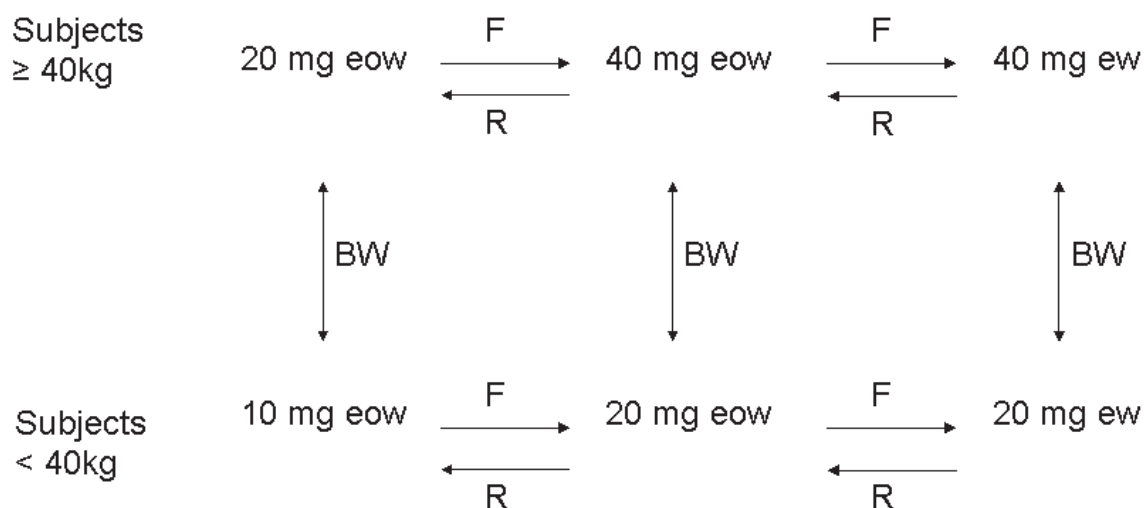 Subjects
≥ 40kg
20 mg eow
F
R
40 mg eow
F
R
40 mg ew
BW
BW
BW
Subjects
< 40kg
10 mg eow
F
R
20 mg eow
F
R
20 mg ew